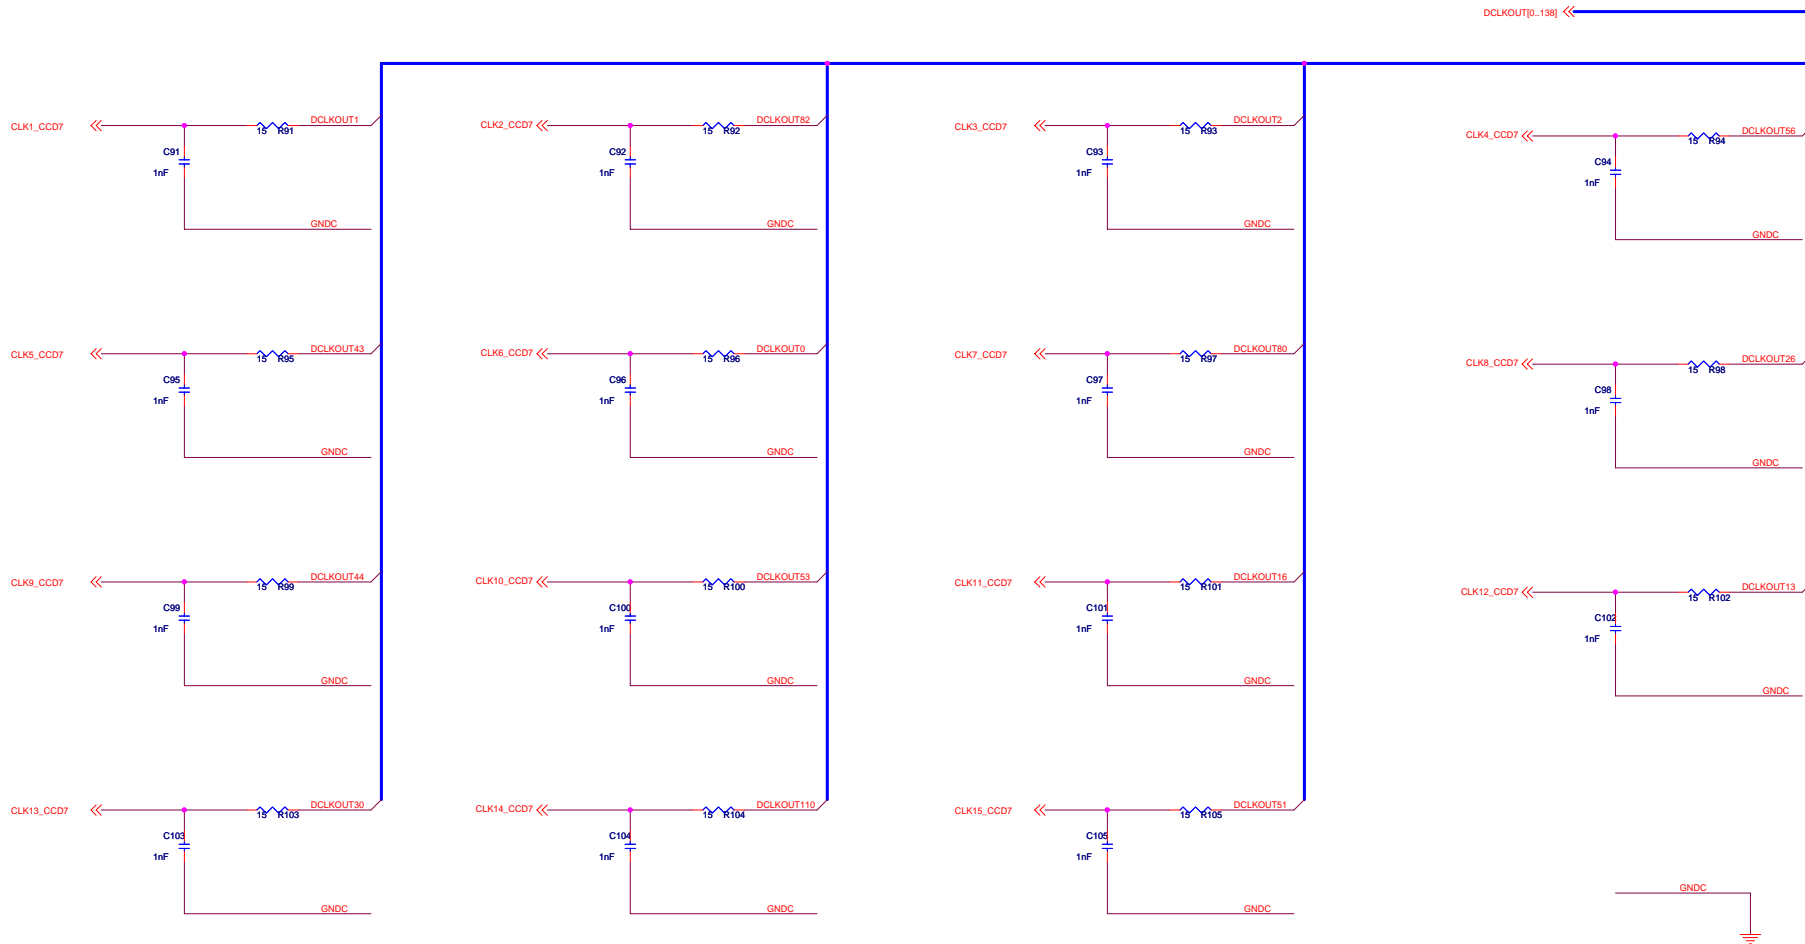 DCLKOUT[0..138]
CLK1_CCD7
15 R91
DCLKOUT1
C91
1nF
GNDC
CLK2_CCD7
15 R92
DCLKOUT82
C92
1nF
GNDC
CLK3_CCD7
15 R93
DCLKOUT2
C93
1nF
GNDC
CLK4_CCD7
15 R94
DCLKOUT56
C94
1nF
GNDC
CLK5_CCD7
15 R95
DCLKOUT43
C95
1nF
GNDC
CLK6_CCD7
15 R96
DCLKOUT0
C96
1nF
GNDC
CLK7_CCD7
15 R97
DCLKOUT80
C97
1nF
GNDC
CLK8_CCD7
15 R98
DCLKOUT26
C98
1nF
GNDC
CLK9_CCD7
15 R99
DCLKOUT44
C99
1nF
GNDC
CLK10_CCD7
15 R100
DCLKOUT53
C100
1nF
GNDC
CLK11_CCD7
15 R101
DCLKOUT16
C101
1nF
GNDC
CLK12_CCD7
15 R102
DCLKOUT13
C102
1nF
GNDC
CLK13_CCD7
15 R103
DCLKOUT30
C103
1nF
GNDC
CLK14_CCD7
15 R104
DCLKOUT110
C104
1nF
GNDC
CLK15_CCD7
15 R105
DCLKOUT51
C105
1nF
GNDC
GNDC